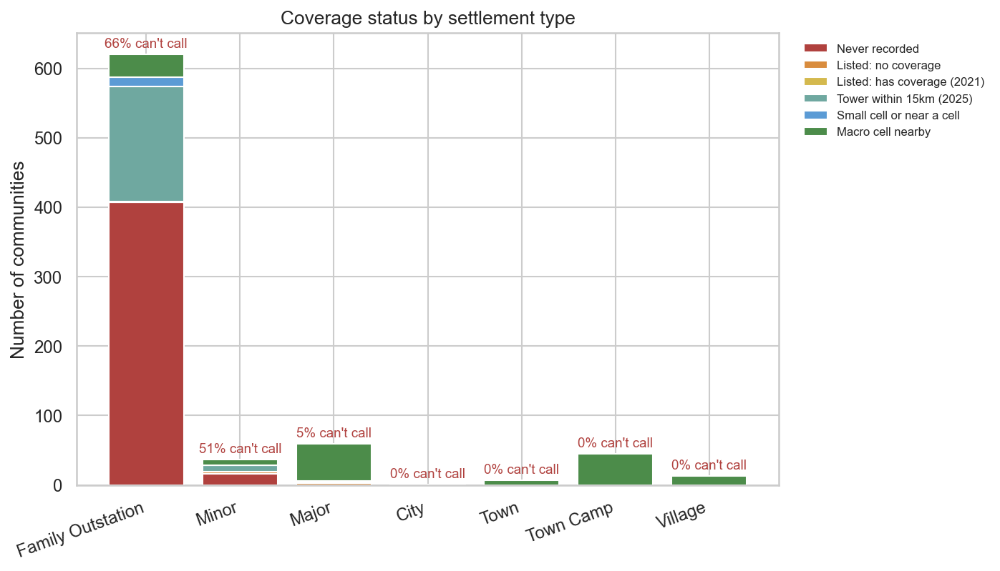 Coverage status by settlement type
66% can't call
51% can't call
5% can't call
0% can't call
0% can't call
0% can't call
0% can't call
Number of communities
600
500
400
300
200
100
0
Family Outstation
Minor
Major
City
Town
Town Camp
Village
Never recorded
Listed: no coverage
Listed: has coverage (2021)
Tower within 15km (2025)
Small cell or near a cell
Macro cell nearby